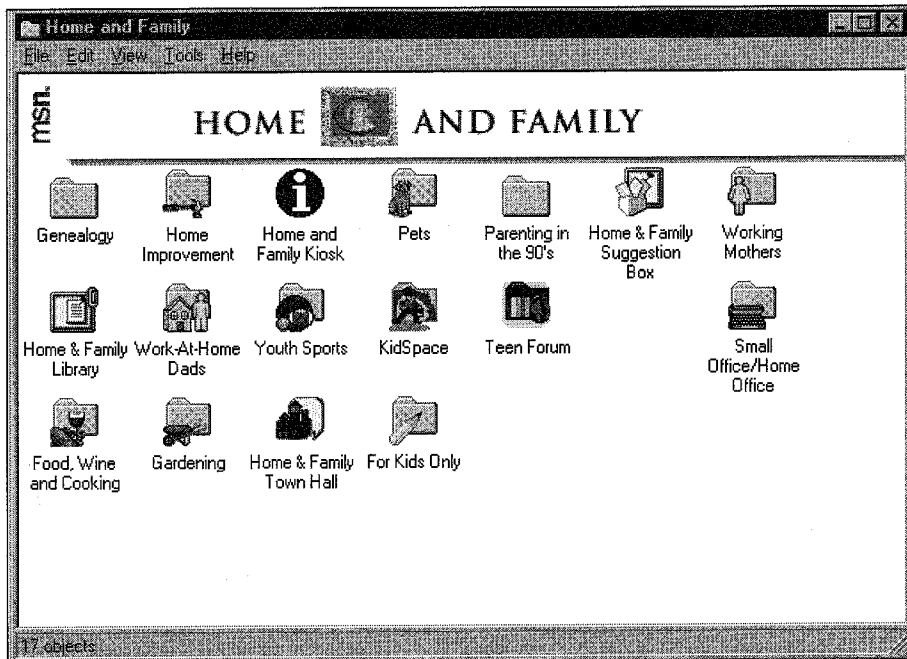 Home and Family
File Edit View Tools Help
msn.
HOME AND FAMILY
Genealogy
Home
Improvement
Home and
Family Kiosk
Pets
Parenting in
the 90's
Home & Family
Suggestion
Box
Working
Mothers
Home & Family
Library
Work-At-Home
Dads
Youth Sports
KidSpace
Teen Forum
Small
Office/Home
Office
Food, Wine
and Cooking
Gardening
Home & Family
Town Hall
For Kids Only
17 objects